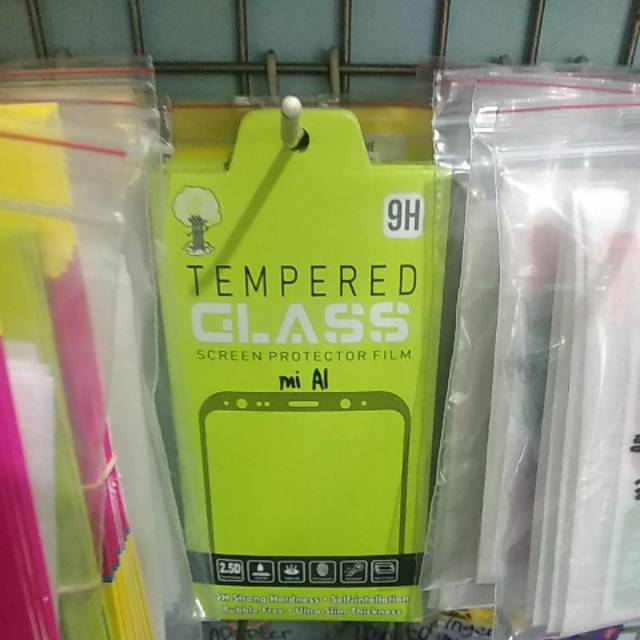 9H
TEMPERED
GLASS
SCREEN PROTECTOR FILM
mi A1
2.5D
9H Strong Hardness • Self-installation
Bubble Free • Ultra Slim Thickness